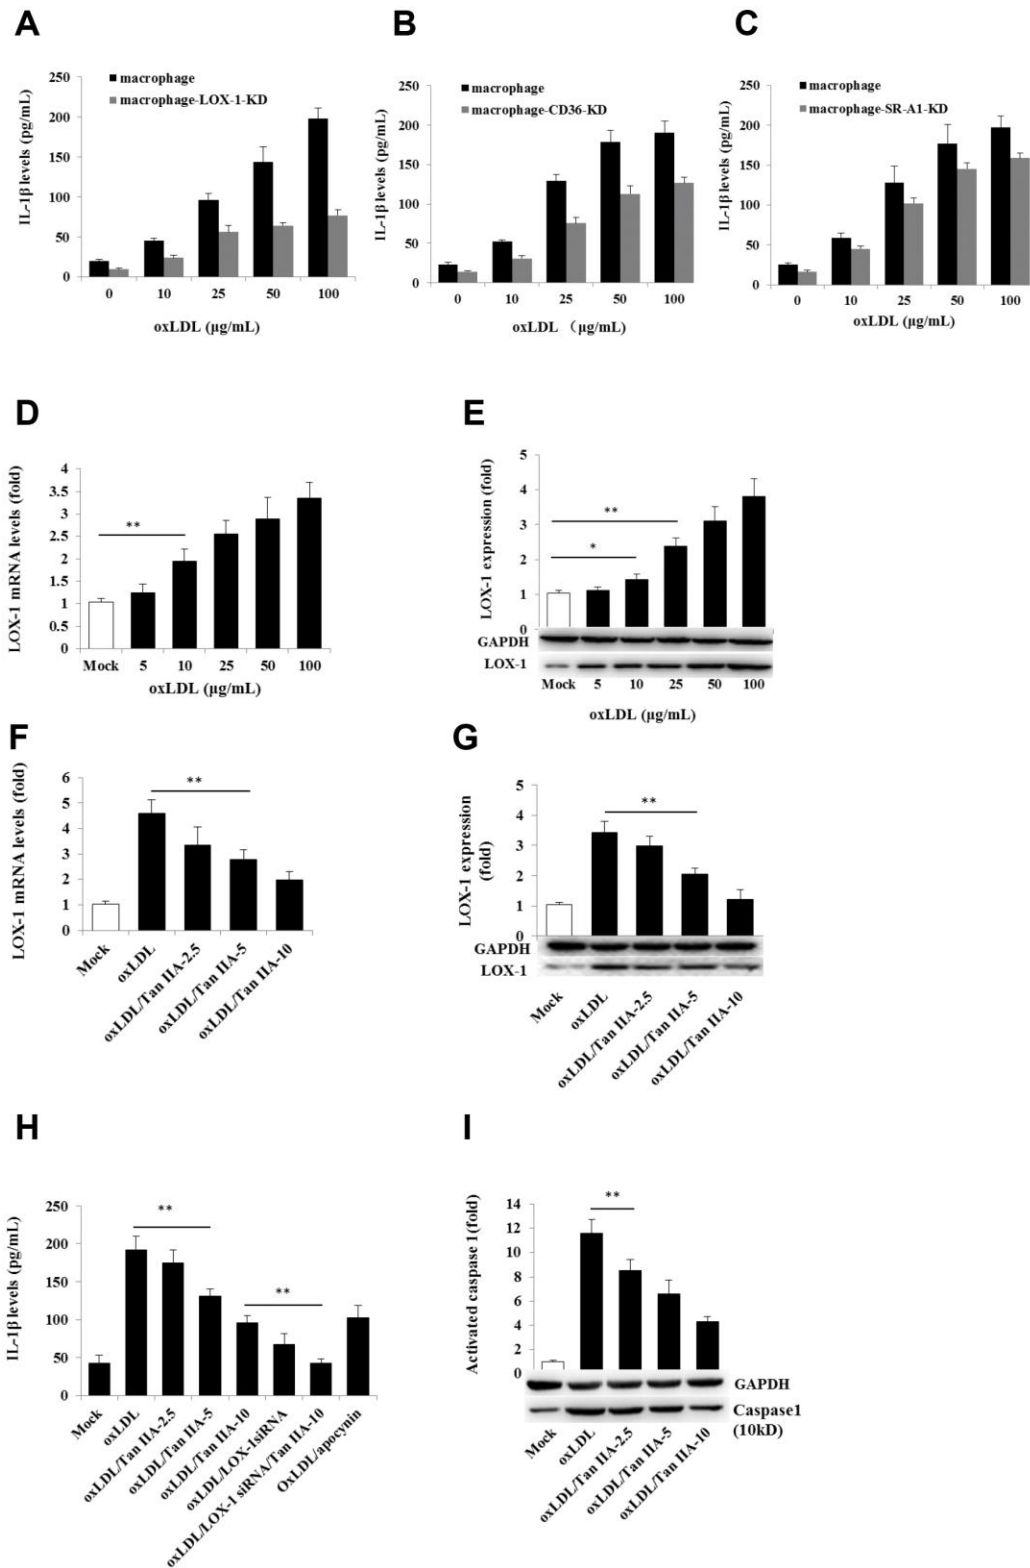 A
B
C
IL-1β levels (pg/mL)
250
200
150
100
50
0
macrophage
macrophage-LOX-1-KD
0 10 25 50 100
oxLDL (μg/mL)
IL-1β levels (pg/mL)
250
200
150
100
50
0
macrophage
macrophage-CD36-KD
0 10 25 50 100
oxLDL （μg/mL)
IL-1β levels (pg/mL)
250
200
150
100
50
0
macrophage
macrophage-SR-A1-KD
0 10 25 50 100
oxLDL (μg/mL)
D
E
LOX-1 mRNA levels (fold)
4
3.5
3
2.5
2
1.5
1
0.5
0
**
Mock 5 10 25 50 100
oxLDL (μg/mL)
LOX-1 expression (fold)
5
4
3
2
1
0
**
*
GAPDH
LOX-1
Mock 5 10 25 50 100
oxLDL (μg/mL)
F
G
LOX-1 mRNA levels (fold)
6
5
4
3
2
1
0
**
Mock
oxLDL
oxLDL/Tan IIA-2.5
oxLDL/Tan IIA-5
oxLDL/Tan IIA-10
LOX-1 expression
(fold)
5
4
3
2
1
0
**
GAPDH
LOX-1
Mock
oxLDL
oxLDL/Tan IIA-2.5
oxLDL/Tan IIA-5
oxLDL/Tan IIA-10
H
I
IL-1β levels (pg/mL)
250
200
150
100
50
0
**
**
Mock
oxLDL
oxLDL/Tan IIA-2.5
oxLDL/Tan IIA-5
oxLDL/Tan IIA-10
oxLDL/LOX-1siRNA
oxLDL/LOX-1 siRNA/Tan IIA-10
OxLDL/apocynin
Activated caspase 1(fold)
14
12
10
8
6
4
2
0
**
GAPDH
Caspase1
(10kD)
Mock
oxLDL
oxLDL/Tan IIA-2.5
oxLDL/Tan IIA-5
oxLDL/Tan IIA-10